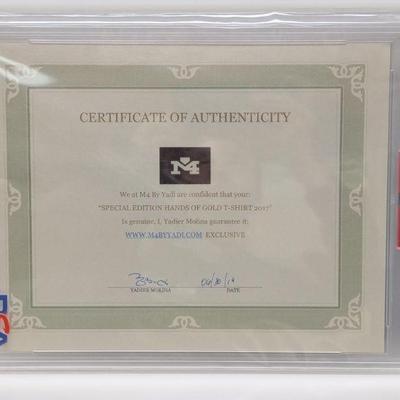 CERTIFICATE OF AUTHENTICITY
M4
We at M4 By Yadi are confident that your:
"SPECIAL EDITION HANDS OF GOLD T-SHIRT 2017"
Is genuine, I, Yadier Molina guarantee it:
WWW.M4BYYADI.COM EXCLUSIVE
YADIER MOLINA DATE